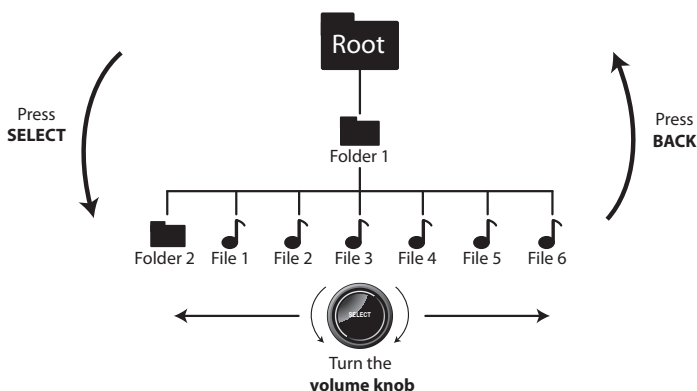 Root
Press
SELECT
Press
BACK
Folder 1
Folder 2 File 1 File 2 File 3 File 4 File 5 File 6
SELECT
Turn the
volume knob